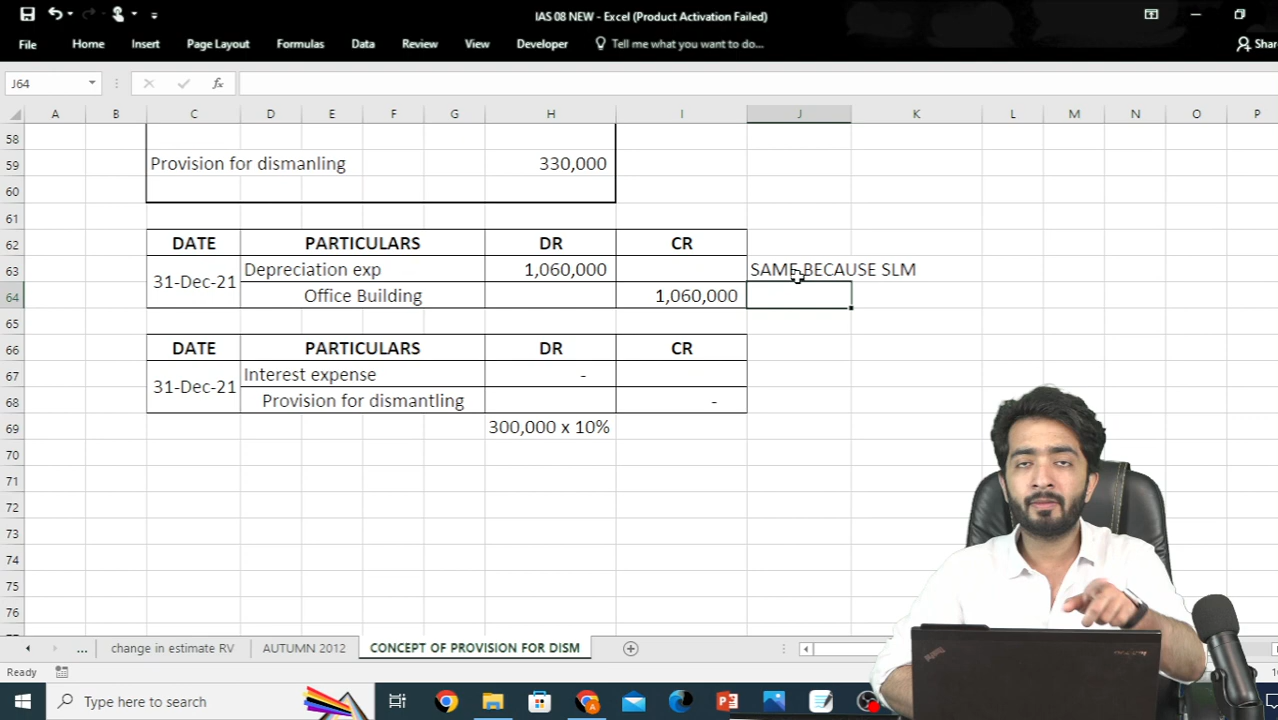 IAS 08 NEW - Excel (Product Activation Failed)
File Home Insert Page Layout Formulas Data Review View Developer Tell me what you want to do... Shar
J64 fx
A B C D E F G H I J K L M N O P
58
59 Provision for dismanling 330,000
60
61
62 DATE PARTICULARS DR CR
63 Depreciation exp 1,060,000 SAME BECAUSE SLM
31-Dec-21
64 Office Building 1,060,000
65
66 DATE PARTICULARS DR CR
67 Interest expense -
31-Dec-21
68 Provision for dismantling -
69 300,000 x 10%
70
71
72
73
74
75
76
... change in estimate RV AUTUMN 2012 CONCEPT OF PROVISION FOR DISM
Ready
Type here to search